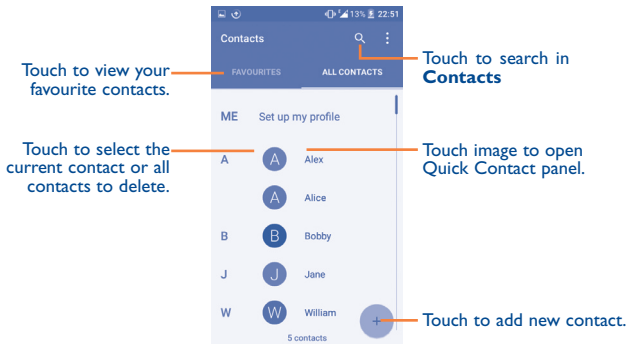 13% 22:51
Contacts
FAVOURITES ALL CONTACTS
ME Set up my profile
A A Alex
A Alice
B B Bobby
J J Jane
W W William
+
5 contacts
Touch to view your
favourite contacts.
Touch to select the
current contact or all
contacts to delete.
Touch to search in
Contacts
Touch image to open
Quick Contact panel.
Touch to add new contact.